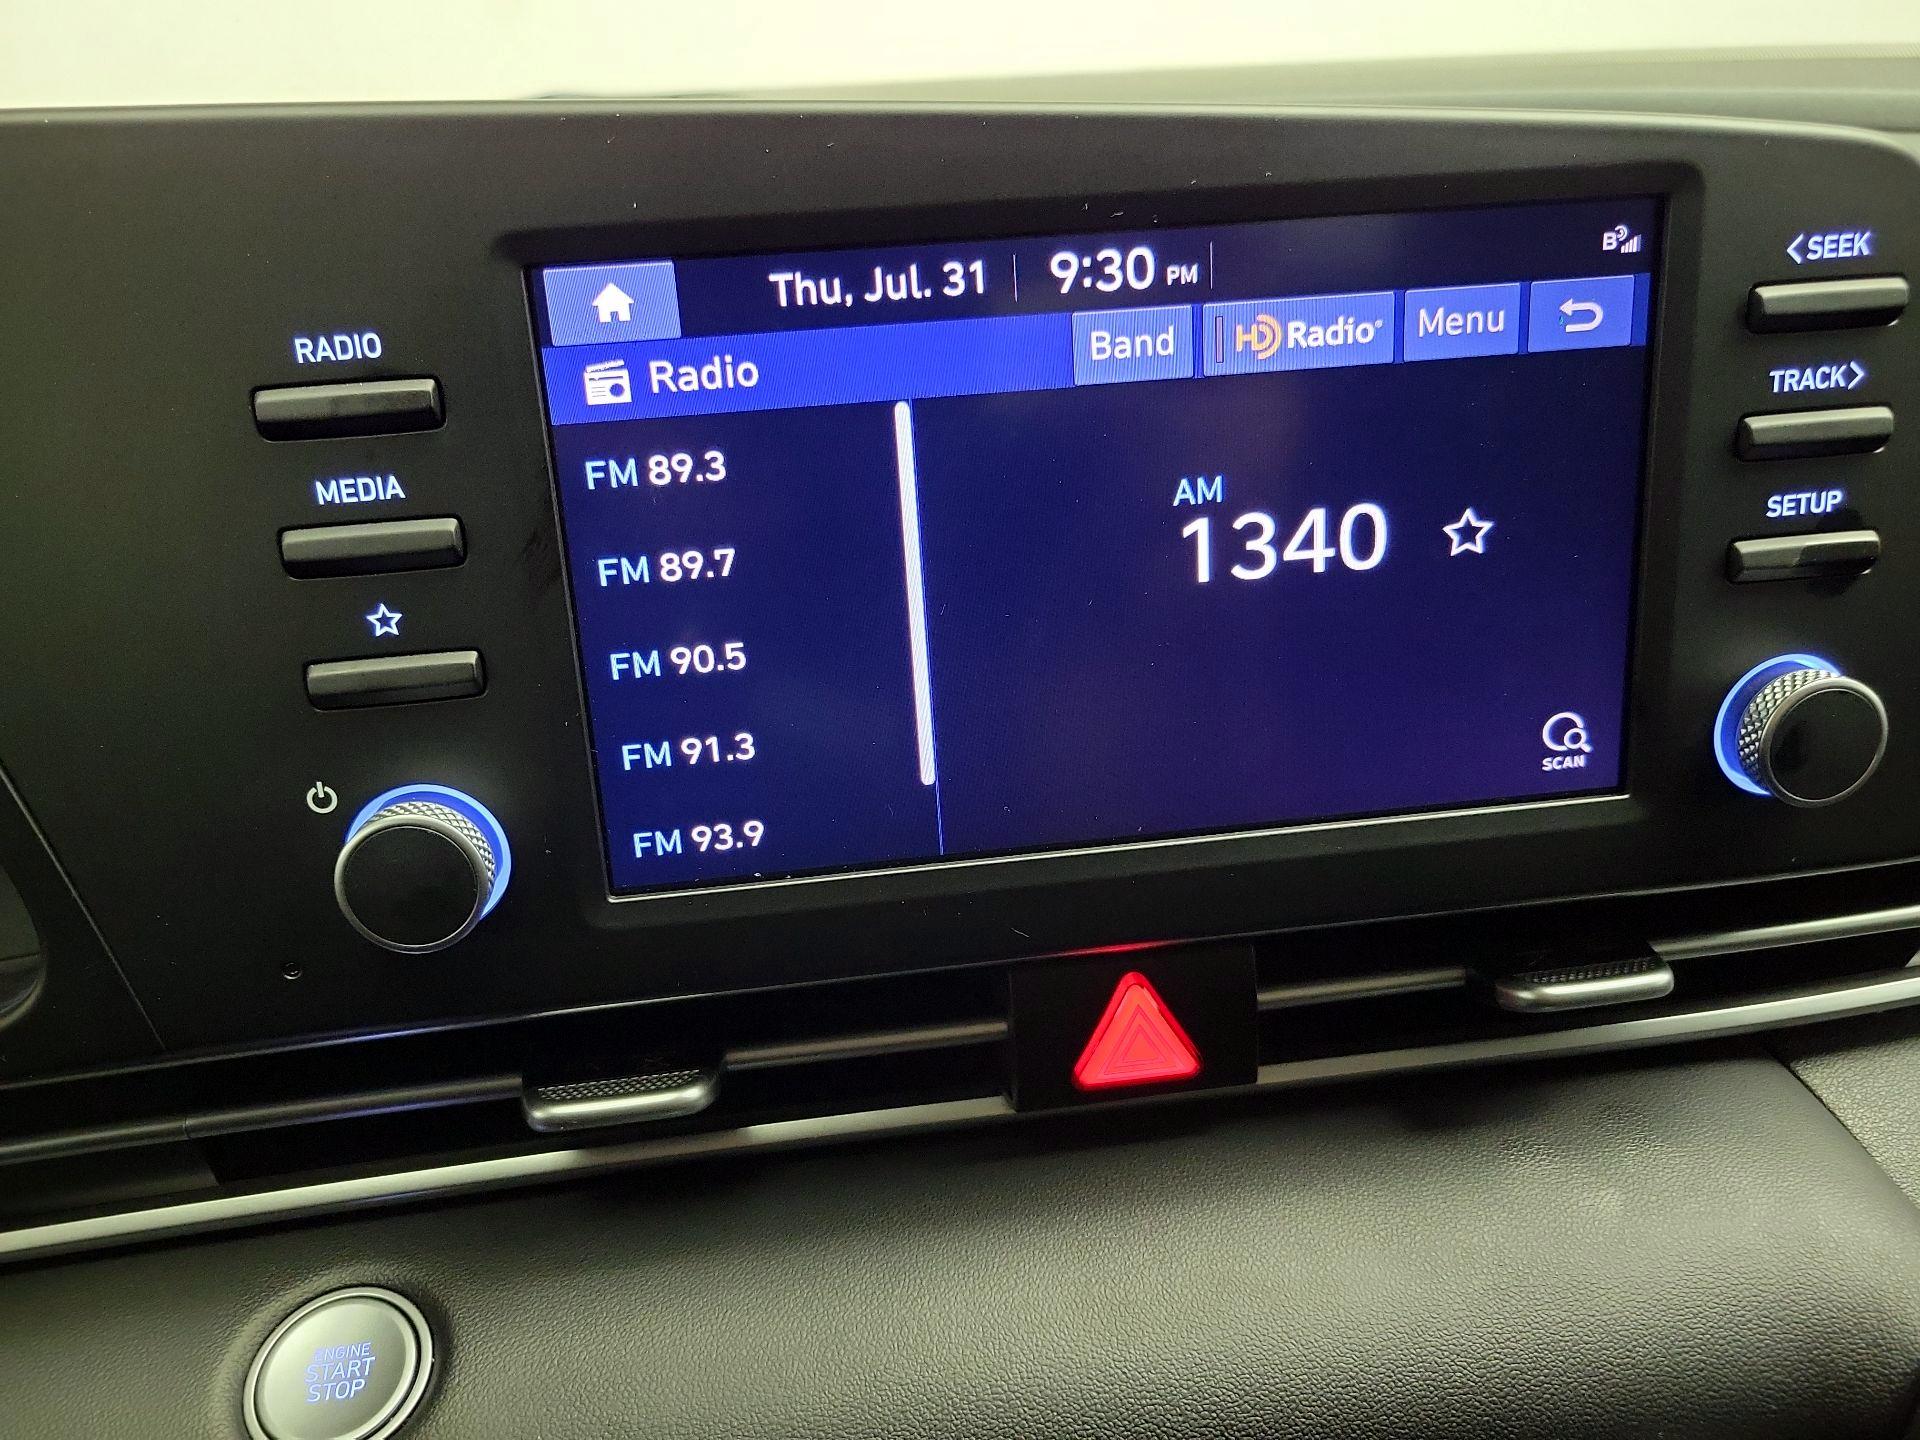 Thu, Jul. 31 9:30 PM B
Radio Band HD Radio® Menu
FM 89.3
FM 89.7
FM 90.5
FM 91.3
FM 93.9
AM
1340
SCAN
RADIO
MEDIA
<SEEK
TRACK>
SETUP
ENGINE
START
STOP